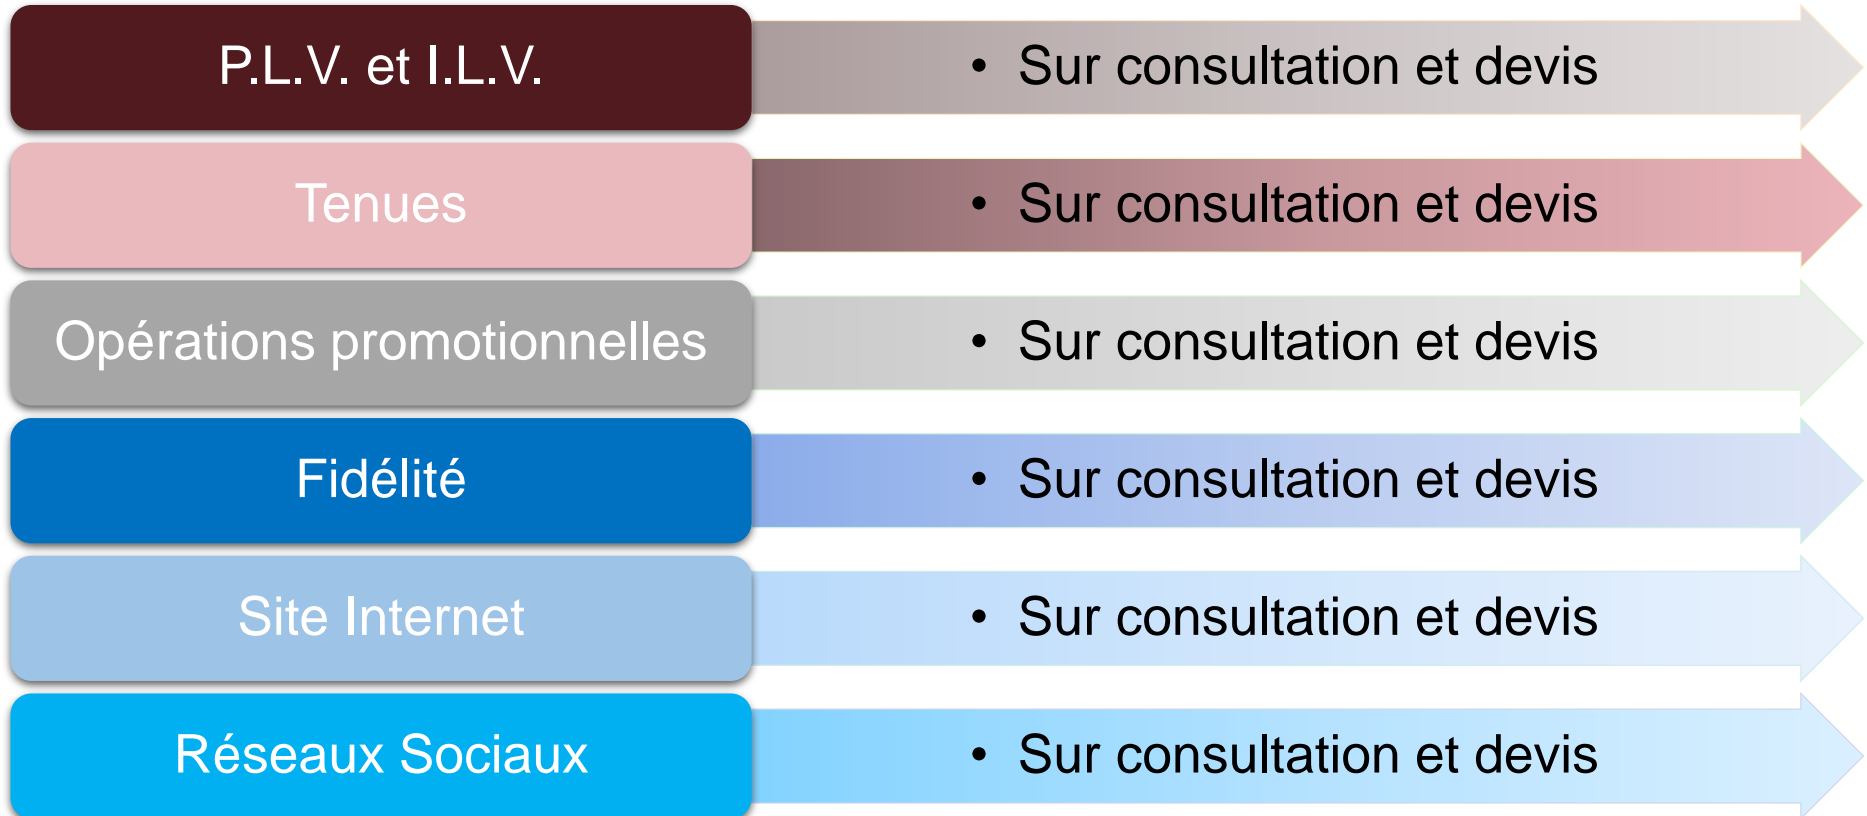 P.L.V. et I.L.V.
• Sur consultation et devis
Tenues
• Sur consultation et devis
Opérations promotionnelles
• Sur consultation et devis
Fidélité
• Sur consultation et devis
Site Internet
• Sur consultation et devis
Réseaux Sociaux
• Sur consultation et devis